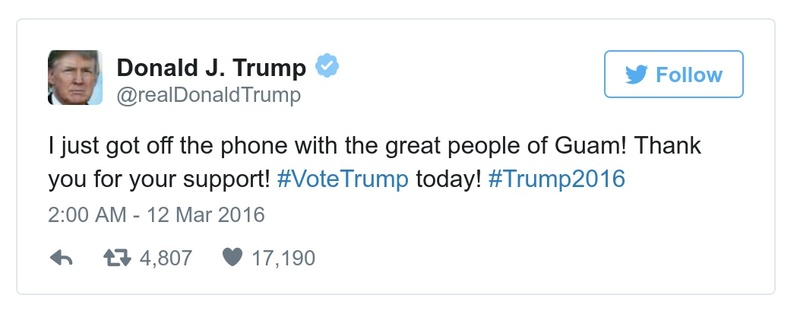 Donald J. Trump
@realDonaldTrump
Follow
I just got off the phone with the great people of Guam! Thank
you for your support! #VoteTrump today! #Trump2016
2:00 AM - 12 Mar 2016
4,807 17,190